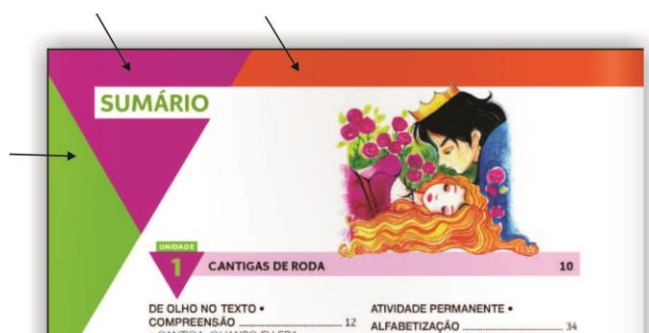 SUMÁRIO
UNIDADE
1 CANTIGAS DE RODA 10
DE OLHO NO TEXTO •
COMPREENSÃO 12
ATIVIDADE PERMANENTE •
ALFABETIZAÇÃO 34